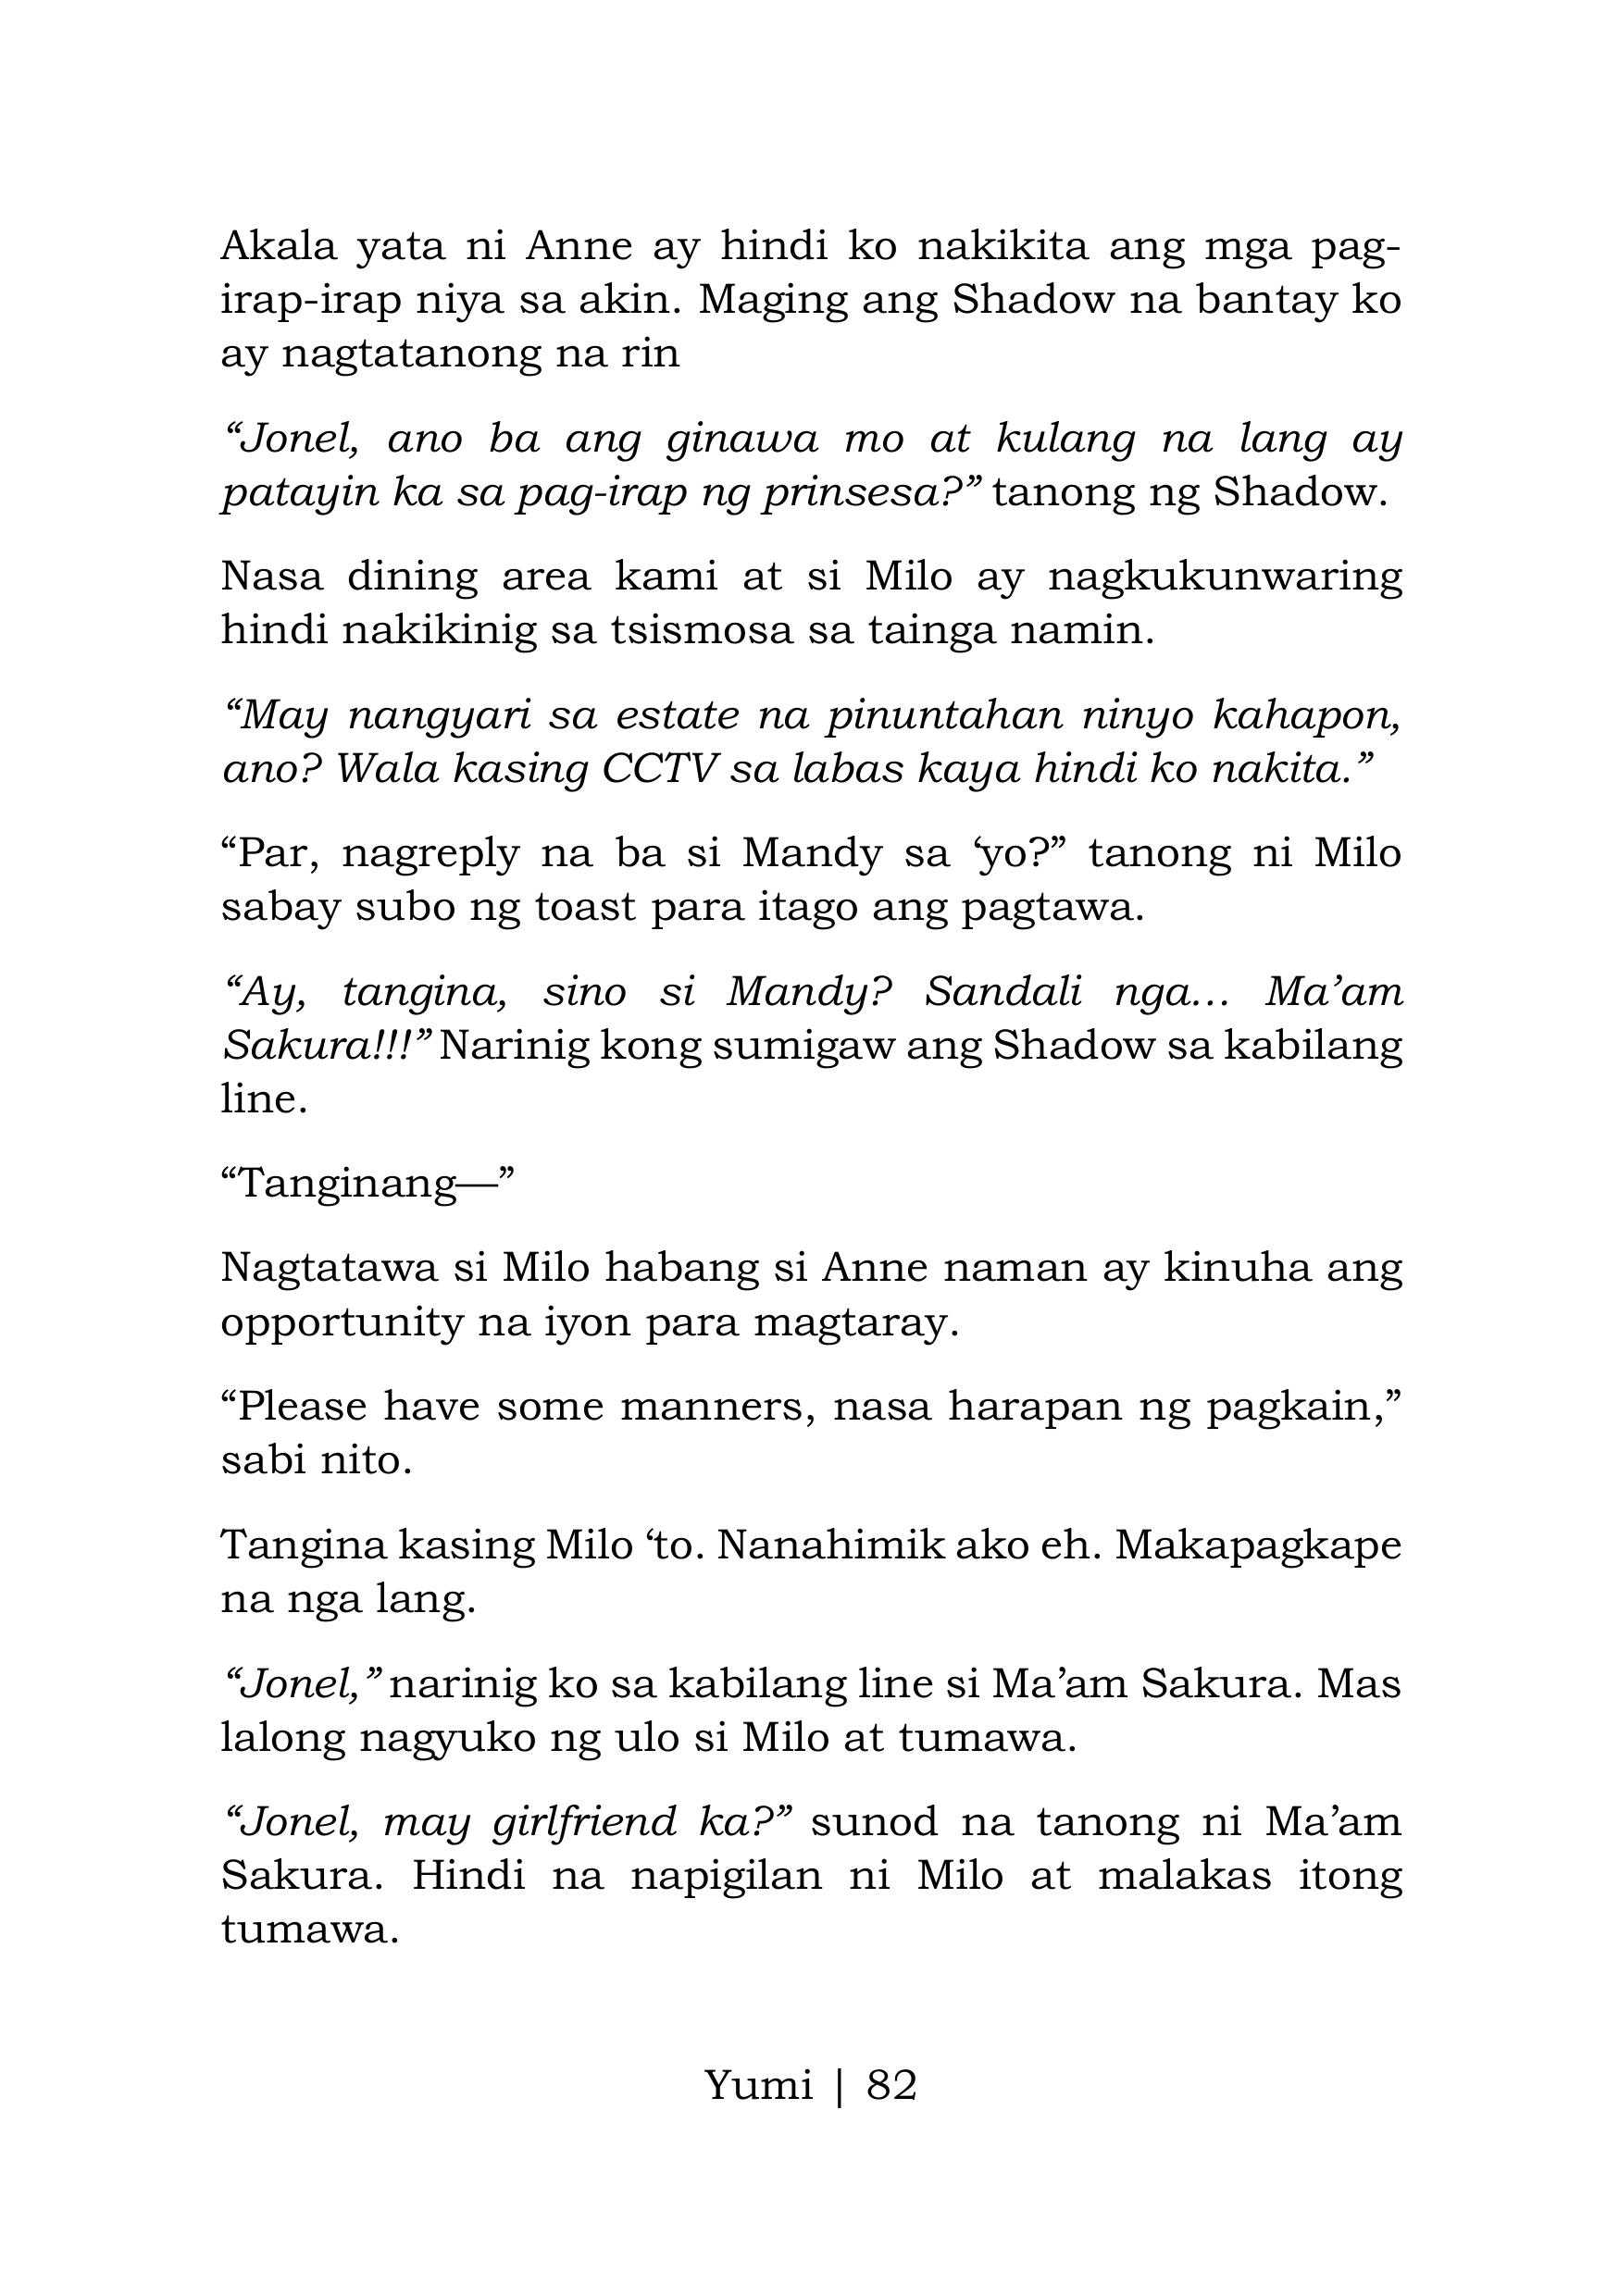 Akala yata ni Anne ay hindi ko nakikita ang mga pag-
irap-irap niya sa akin. Maging ang Shadow na bantay ko
ay nagtatanong na rin
“Jonel, ano ba ang ginawa mo at kulang na lang ay
patayin ka sa pag-irap ng prinsesa?” tanong ng Shadow.
Nasa dining area kami at si Milo ay nagkukunwaring
hindi nakikinig sa tsismosa sa tainga namin.
“May nangyari sa estate na pinuntahan ninyo kahapon,
ano? Wala kasing CCTV sa labas kaya hindi ko nakita.”
“Par, nagreply na ba si Mandy sa ‘yo?” tanong ni Milo
sabay subo ng toast para itago ang pagtawa.
“Ay, tangina, sino si Mandy? Sandali nga… Ma’am
Sakura!!!” Narinig kong sumigaw ang Shadow sa kabilang
line.
“Tanginang—”
Nagtatawa si Milo habang si Anne naman ay kinuha ang
opportunity na iyon para magtaray.
“Please have some manners, nasa harapan ng pagkain,”
sabi nito.
Tangina kasing Milo ‘to. Nanahimik ako eh. Makapagkape
na nga lang.
“Jonel,” narinig ko sa kabilang line si Ma’am Sakura. Mas
lalong nagyuko ng ulo si Milo at tumawa.
“Jonel, may girlfriend ka?” sunod na tanong ni Ma’am
Sakura. Hindi na napigilan ni Milo at malakas itong
tumawa.
Yumi | 82